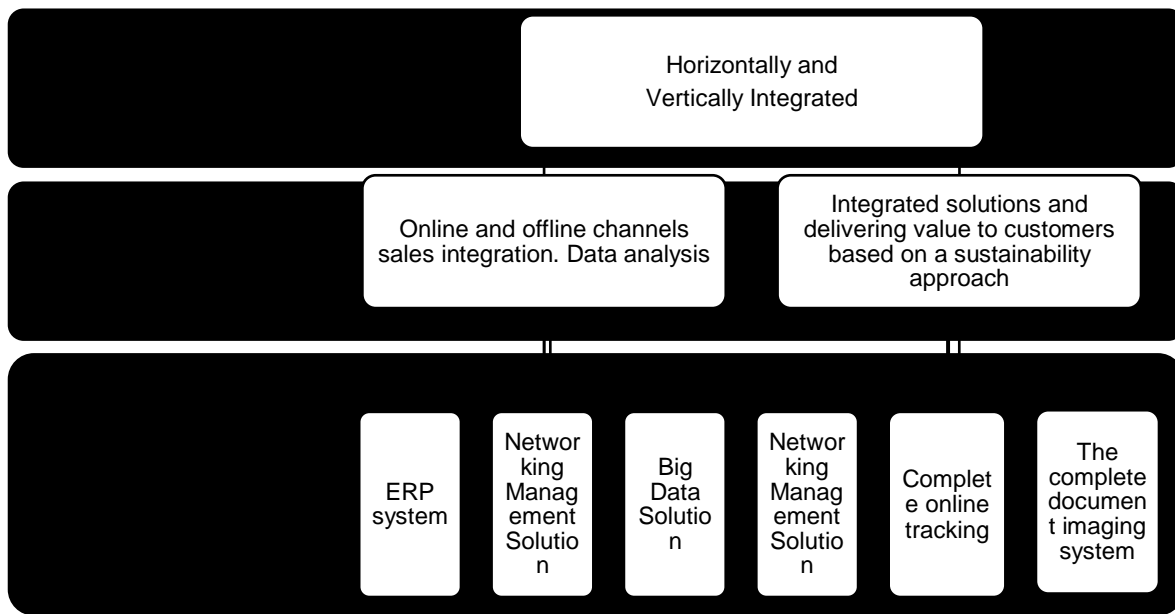 Horizontally and
Vertically Integrated
Online and offline channels
sales integration. Data analysis
Integrated solutions and
delivering value to customers
based on a sustainability
approach
ERP
system
Networ
king
Manag
ement
Solutio
n
Big
Data
Solutio
n
Networ
king
Manag
ement
Solutio
n
Complet
e online
tracking
The
complete
documen
t imaging
system